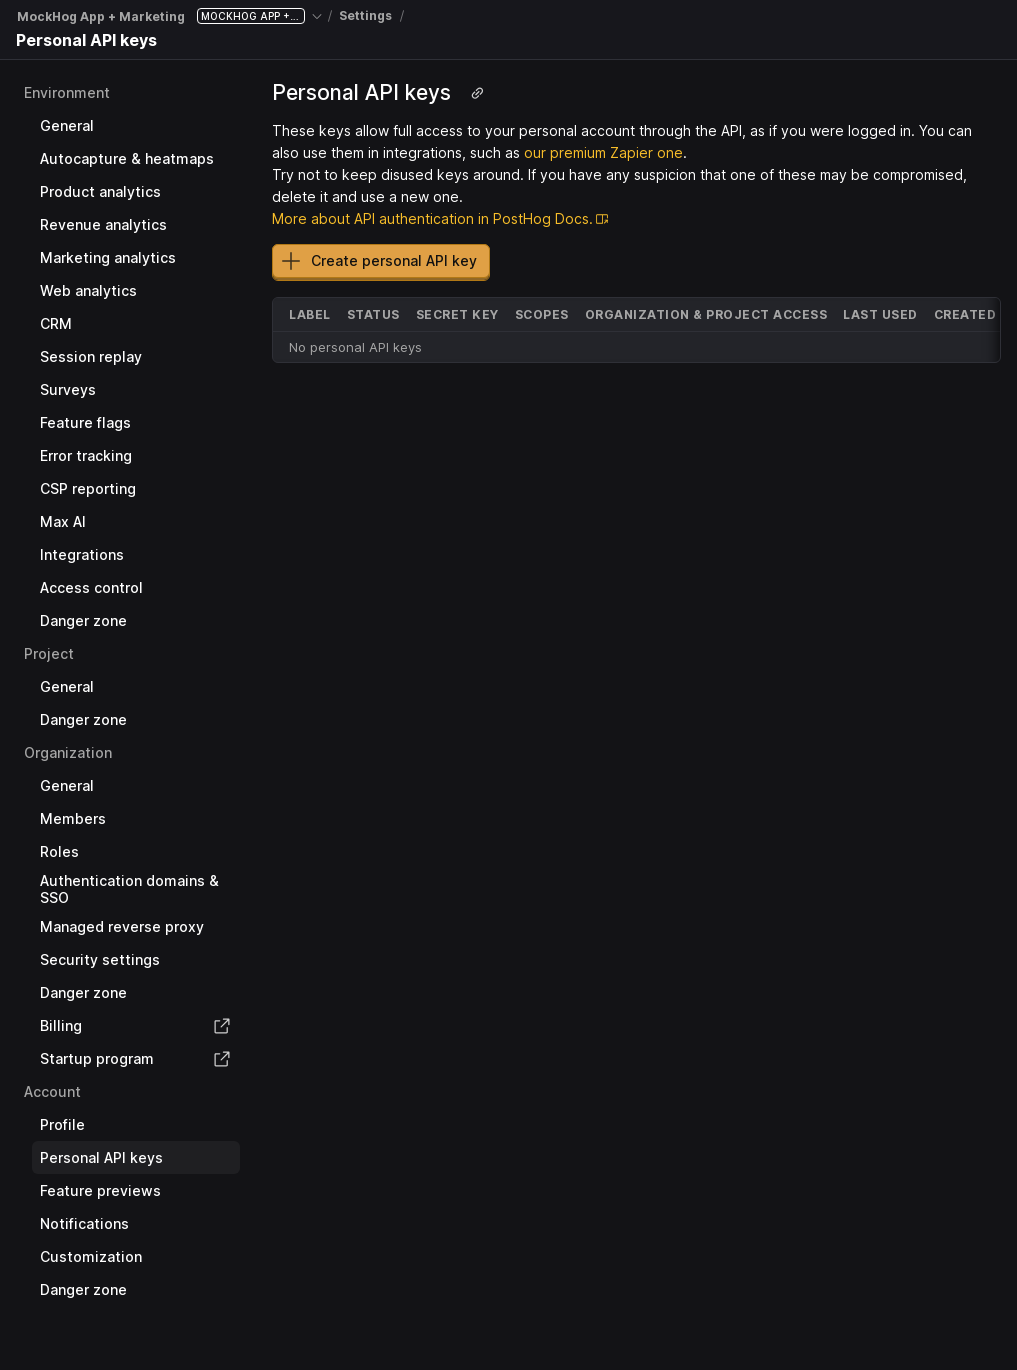 MockHog App + Marketing MOCKHOG APP +... / Settings /
Personal API keys
Environment
General
Autocapture & heatmaps
Product analytics
Revenue analytics
Marketing analytics
Web analytics
CRM
Session replay
Surveys
Feature flags
Error tracking
CSP reporting
Max AI
Integrations
Access control
Danger zone
Project
General
Danger zone
Organization
General
Members
Roles
Authentication domains &
SSO
Managed reverse proxy
Security settings
Danger zone
Billing
Startup program
Account
Profile
Personal API keys
Feature previews
Notifications
Customization
Danger zone
Personal API keys
These keys allow full access to your personal account through the API, as if you were logged in. You can
also use them in integrations, such as our premium Zapier one.
Try not to keep disused keys around. If you have any suspicion that one of these may be compromised,
delete it and use a new one.
More about API authentication in PostHog Docs.
Create personal API key
LABEL STATUS SECRET KEY SCOPES ORGANIZATION & PROJECT ACCESS LAST USED CREATED
No personal API keys